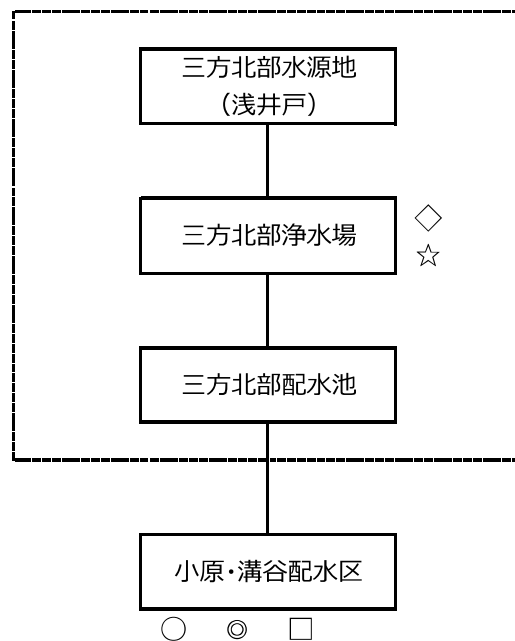 三方北部水源地
（浅井戸）
三方北部浄水場
◇
☆
三方北部配水池
小原・溝谷配水区
○ ◎ □